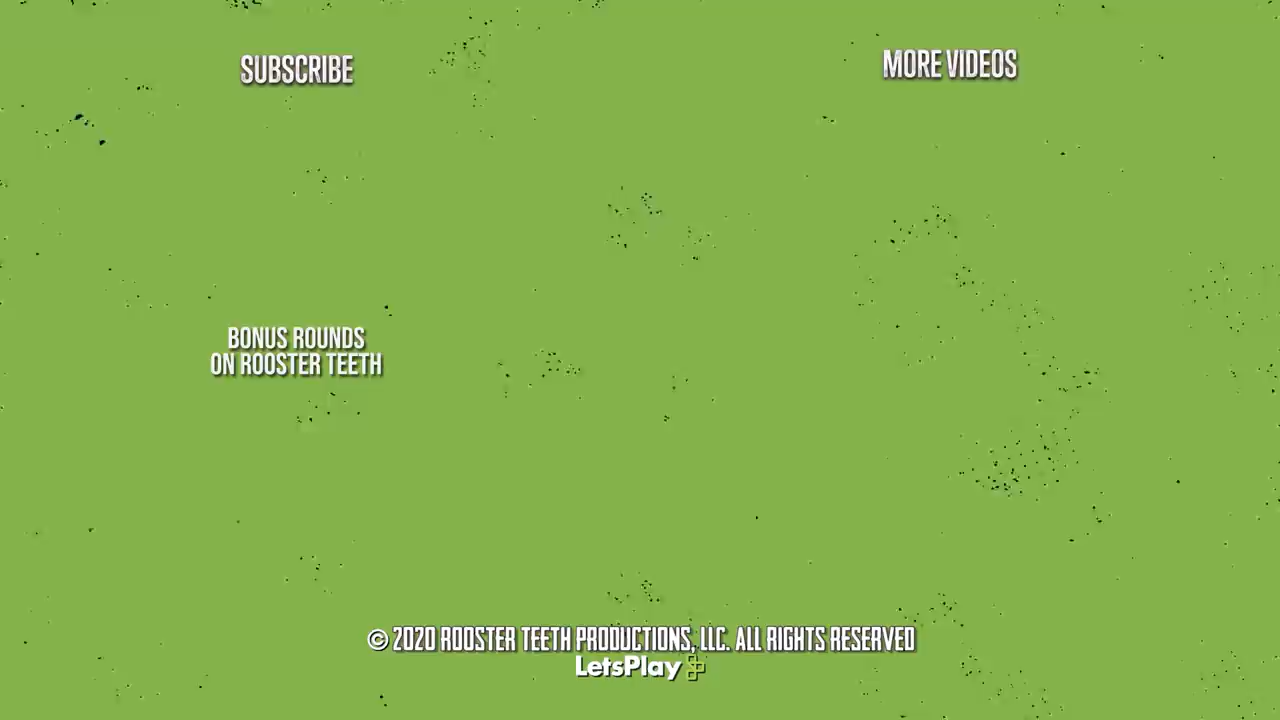 SUBSCRIBE
MORE VIDEOS
BONUS ROUNDS
ON ROOSTER TEETH
© 2020 ROOSTER TEETH PRODUCTIONS, LLC. ALL RIGHTS RESERVED
LetsPlay